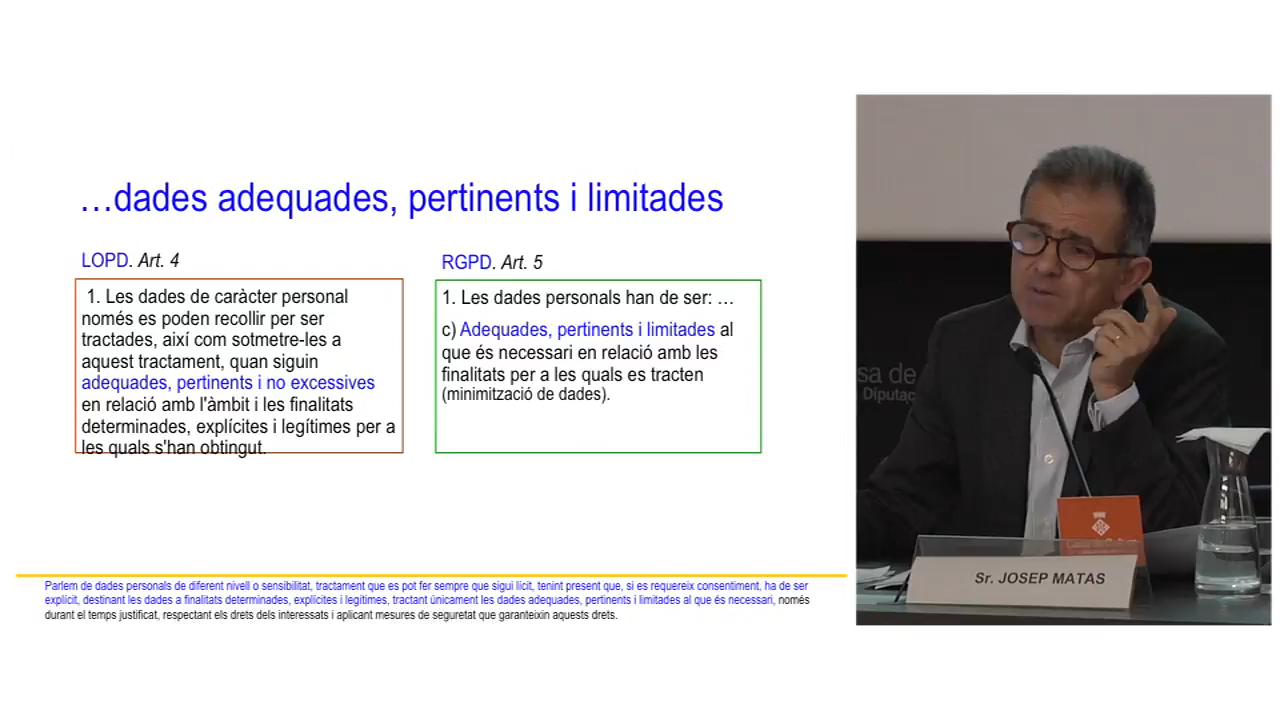 …dades adequades, pertinents i limitades
LOPD. Art. 4
1. Les dades de caràcter personal
només es poden recollir per ser
tractades, així com sotmetre-les a
aquest tractament, quan siguin
adequades, pertinents i no excessives
en relació amb l'àmbit i les finalitats
determinades, explícites i legítimes per a
les quals s'han obtingut.
RGPD. Art. 5
1. Les dades personals han de ser: …
c) Adequades, pertinents i limitades al
que és necessari en relació amb les
finalitats per a les quals es tracten
(minimització de dades).
Parlem de dades personals de diferent nivell o sensibilitat, tractament que es pot fer sempre que sigui lícit, tenint present que, si es requereix consentiment, ha de ser
explícit, destinant les dades a finalitats determinades, explícites i legítimes, tractant únicament les dades adequades, pertinents i limitades al que és necessari, només
durant el temps justificat, respectant els drets dels interessats i aplicant mesures de seguretat que garanteixin aquests drets.
sa de
Diputac
Sr. JOSEP MATAS